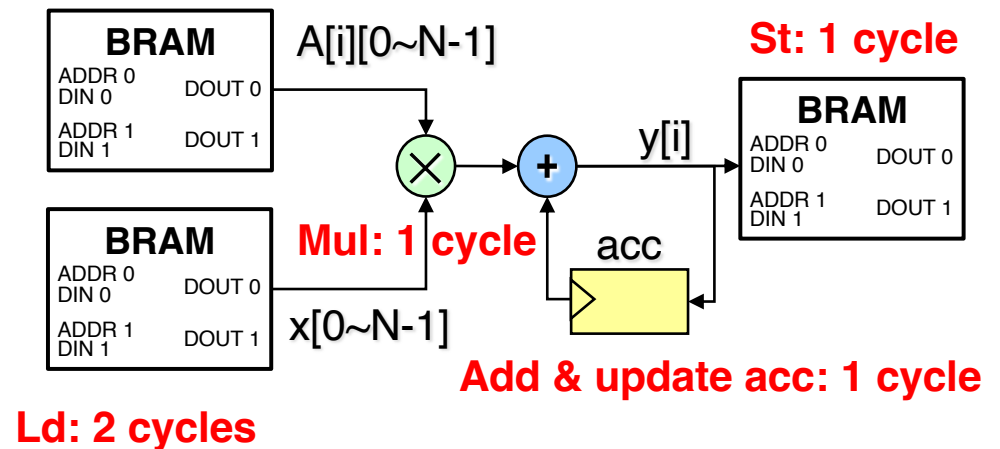 BRAM
ADDR 0
DIN 0
DOUT 0
ADDR 1
DIN 1
DOUT 1
A[i][0~N-1]
St: 1 cycle
BRAM
ADDR 0
DIN 0
DOUT 0
ADDR 1
DIN 1
DOUT 1
y[i]
×
+
Mul: 1 cycle
acc
BRAM
ADDR 0
DIN 0
DOUT 0
ADDR 1
DIN 1
DOUT 1
x[0~N-1]
Add & update acc: 1 cycle
Ld: 2 cycles